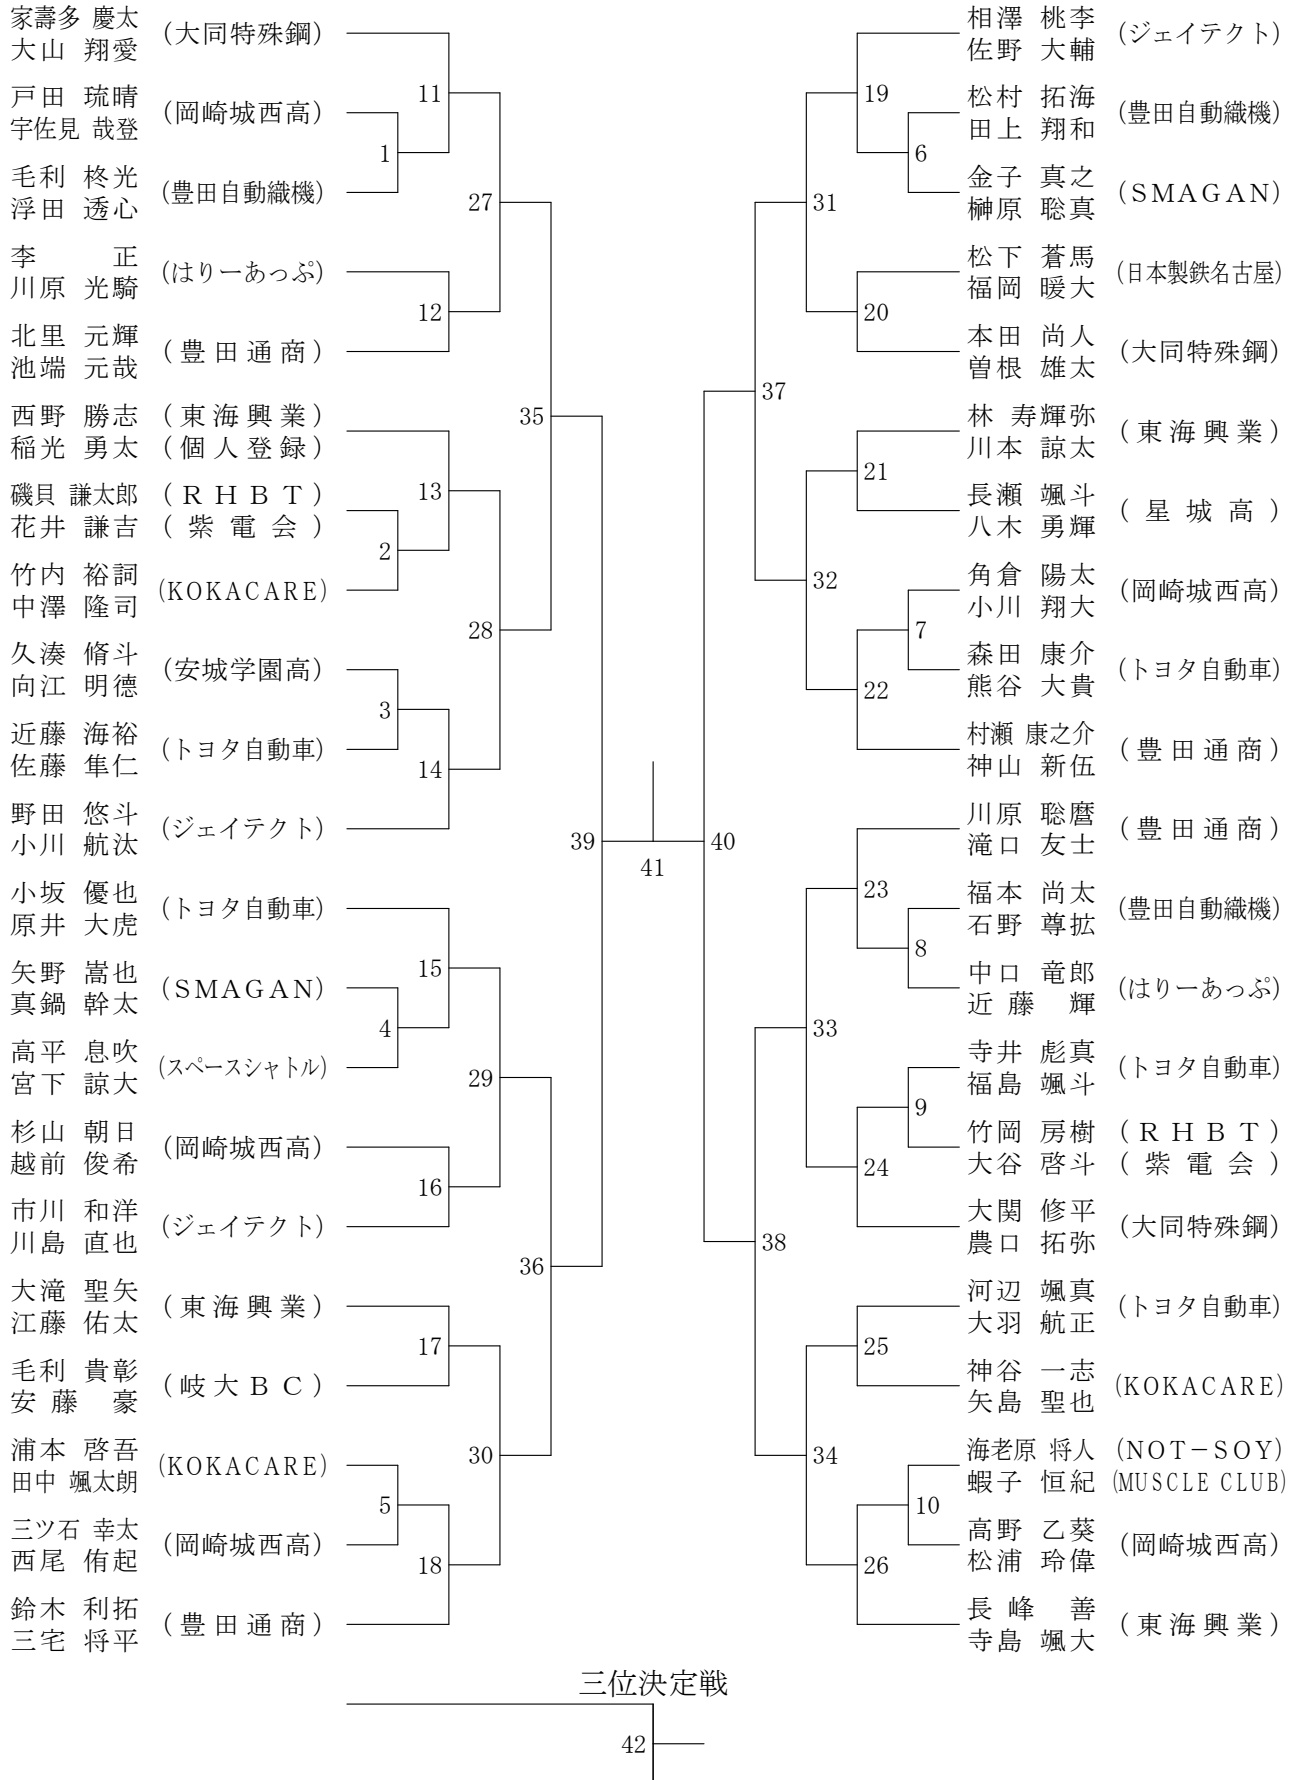 家壽多 慶太
大山 翔愛
(大同特殊鋼)
戸田 琉晴
宇佐見 哉登
(岡崎城西高)
毛利 柊光
浮田 透心
(豊田自動織機)
李 正
川原 光騎
(はりーあっぷ)
北里 元輝
池端 元哉
(豊田通商)
西野 勝志 (東海興業)
稲光 勇太 (個人登録)
磯貝 謙太郎 (RHBT)
花井 謙吉 (紫電会)
竹内 裕詞
中澤 隆司
(KOKACARE)
久湊 脩斗
向江 明德
(安城学園高)
近藤 海裕
佐藤 隼仁
(トヨタ自動車)
野田 悠斗
小川 航汰
(ジェイテクト)
小坂 優也
原井 大虎
(トヨタ自動車)
矢野 嵩也
真鍋 幹太
(SMAGAN)
高平 息吹
宮下 諒大
(スペースシャトル)
杉山 朝日
越前 俊希
(岡崎城西高)
市川 和洋
川島 直也
(ジェイテクト)
大滝 聖矢
江藤 佑太
(東海興業)
毛利 貴彰
安藤 豪
(岐大BC)
浦本 啓吾
田中 颯太朗
(KOKACARE)
三ツ石 幸太
西尾 侑起
(岡崎城西高)
鈴木 利拓
三宅 将平
(豊田通商)
1
2
3
4
5
11
12
13
14
15
16
17
18
27
28
29
30
35
36
39
41
40
37
38
31
32
33
34
19
20
21
22
23
24
25
26
6
7
8
9
10
相澤 桃李
佐野 大輔
(ジェイテクト)
松村 拓海
田上 翔和
(豊田自動織機)
金子 真之
榊原 聡真
(SMAGAN)
松下 蒼馬
福岡 暖大
(日本製鉄名古屋)
本田 尚人
曽根 雄太
(大同特殊鋼)
林 寿輝弥
川本 諒太
(東海興業)
長瀬 颯斗
八木 勇輝
(星城高)
角倉 陽太
小川 翔大
(岡崎城西高)
森田 康介
熊谷 大貴
(トヨタ自動車)
村瀬 康之介
神山 新伍
(豊田通商)
川原 聡麿
滝口 友士
(豊田通商)
福本 尚太
石野 尊拡
(豊田自動織機)
中口 竜郎
近藤 輝
(はりーあっぷ)
寺井 彪真
福島 颯斗
(トヨタ自動車)
竹岡 房樹 (RHBT)
大谷 啓斗 (紫電会)
大関 修平
農口 拓弥
(大同特殊鋼)
河辺 颯真
大羽 航正
(トヨタ自動車)
神谷 一志
矢島 聖也
(KOKACARE)
海老原 将人 (NOT－SOY)
蝦子 恒紀 (MUSCLE CLUB)
高野 乙葵
松浦 玲偉
(岡崎城西高)
長峰 善
寺島 颯大
(東海興業)
三位決定戦
42